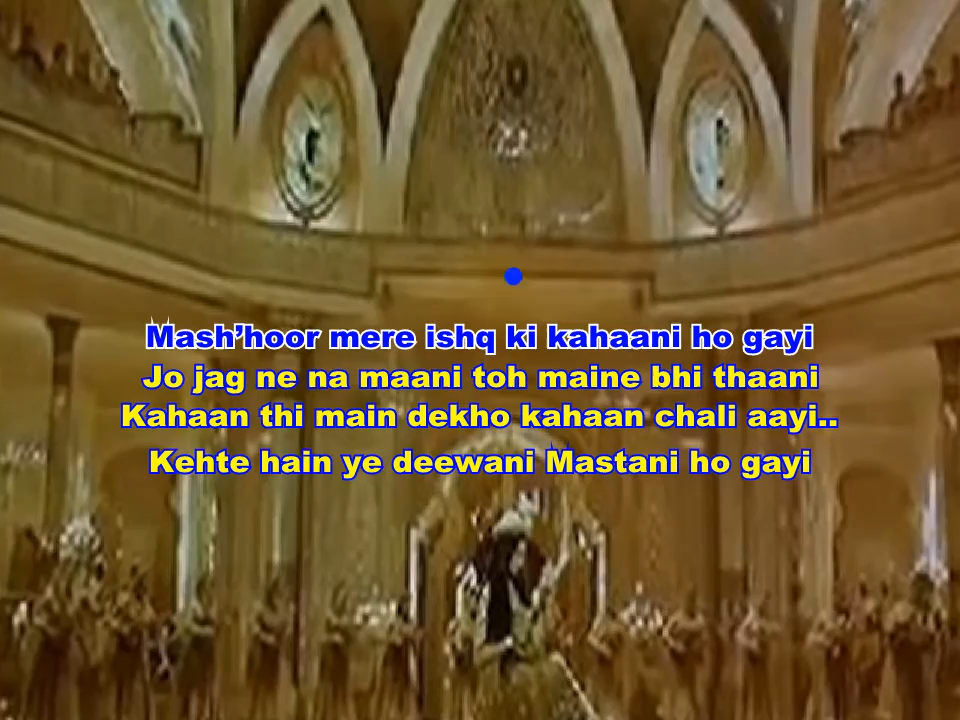 Mash’hoor mere ishq ki kahaani ho gayi
Jo jag ne na maani toh maine bhi thaani
Kahaan thi main dekho kahaan chali aayi..
Kehte hain ye deewani Mastani ho gayi